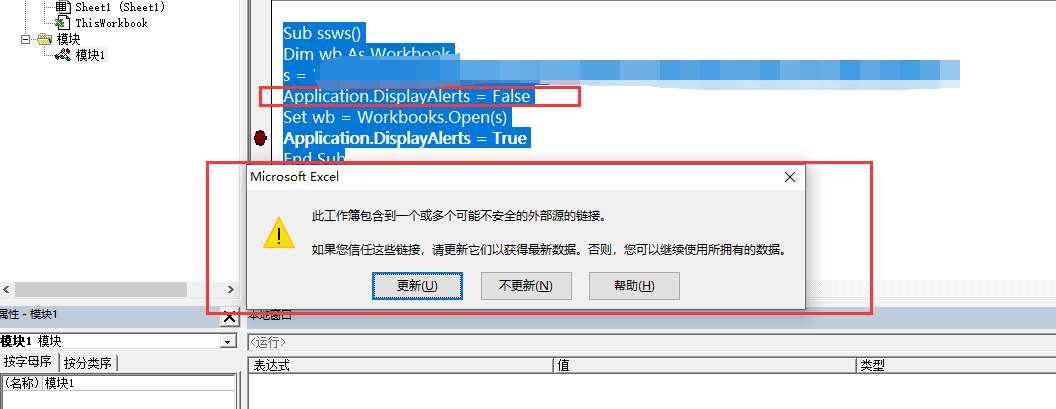 Sheet1 (Sheet1)
ThisWorkbook
模块
模块1
Sub ssws()
Dim wb As Workbook
s = "
Application.DisplayAlerts = False
Set wb = Workbooks.Open(s)
Application.DisplayAlerts = True
End Sub
Microsoft Excel
此工作簿包含到一个或多个可能不安全的外部源的链接。
如果您信任这些链接，请更新它们以获得最新数据。否则，您可以继续使用所拥有的数据。
更新(U) 不更新(N) 帮助(H)
属性 - 模块1
模块1 模块
按字母序 按分类序
(名称) 模块1
本地窗口
<运行>
表达式 值 类型